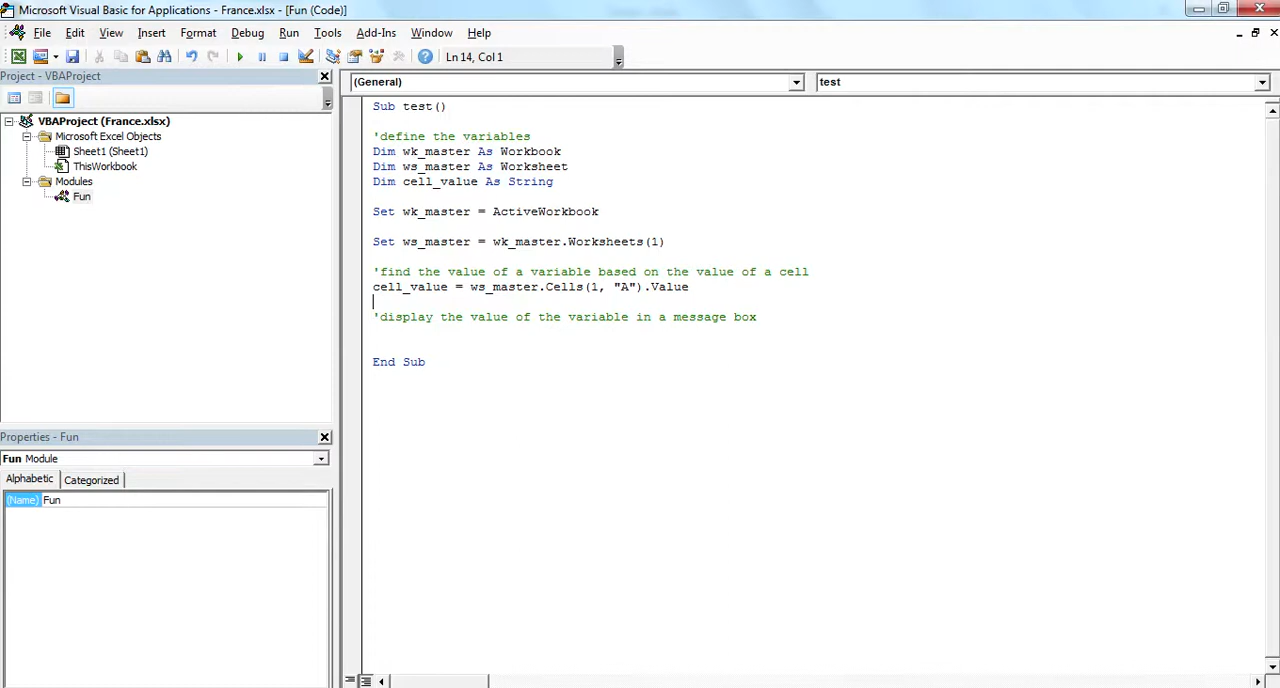 Microsoft Visual Basic for Applications - France.xlsx - [Fun (Code)]
File Edit View Insert Format Debug Run Tools Add-Ins Window Help
Ln 14, Col 1
Project - VBAProject
(General)
test
VBAProject (France.xlsx)
Microsoft Excel Objects
Sheet1 (Sheet1)
ThisWorkbook
Modules
Fun
Sub test()
'define the variables
Dim wk_master As Workbook
Dim ws_master As Worksheet
Dim cell_value As String
Set wk_master = ActiveWorkbook
Set ws_master = wk_master.Worksheets(1)
'find the value of a variable based on the value of a cell
cell_value = ws_master.Cells(1, "A").Value
'display the value of the variable in a message box
End Sub
Properties - Fun
Fun Module
Alphabetic Categorized
(Name) Fun